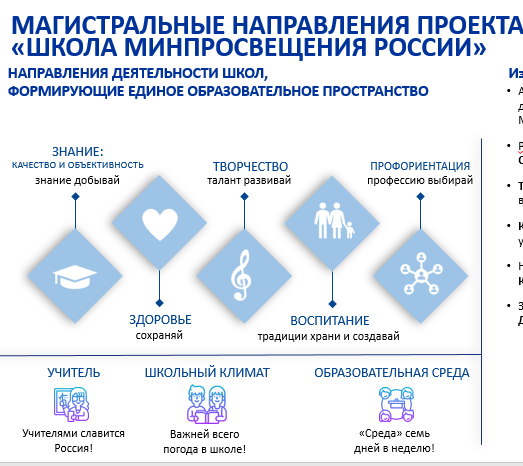 МАГИСТРАЛЬНЫЕ НАПРАВЛЕНИЯ ПРОЕКТА
«ШКОЛА МИНПРОСВЕЩЕНИЯ РОССИИ»
НАПРАВЛЕНИЯ ДЕЯТЕЛЬНОСТИ ШКОЛ,
ФОРМИРУЮЩИЕ ЕДИНОЕ ОБРАЗОВАТЕЛЬНОЕ ПРОСТРАНСТВО
ЗНАНИЕ:
КАЧЕСТВО И ОБЪЕКТИВНОСТЬ
знание добывай
ТВОРЧЕСТВО
талант развивай
ПРОФОРИЕНТАЦИЯ
профессию выбирай
ЗДОРОВЬЕ
сохраняй
ВОСПИТАНИЕ
традиции храни и создавай
УЧИТЕЛЬ
Учителями славится
Россия!
ШКОЛЬНЫЙ КЛИМАТ
Важней всего
погода в школе!
ОБРАЗОВАТЕЛЬНАЯ СРЕДА
«Среда» семь
дней в неделю!